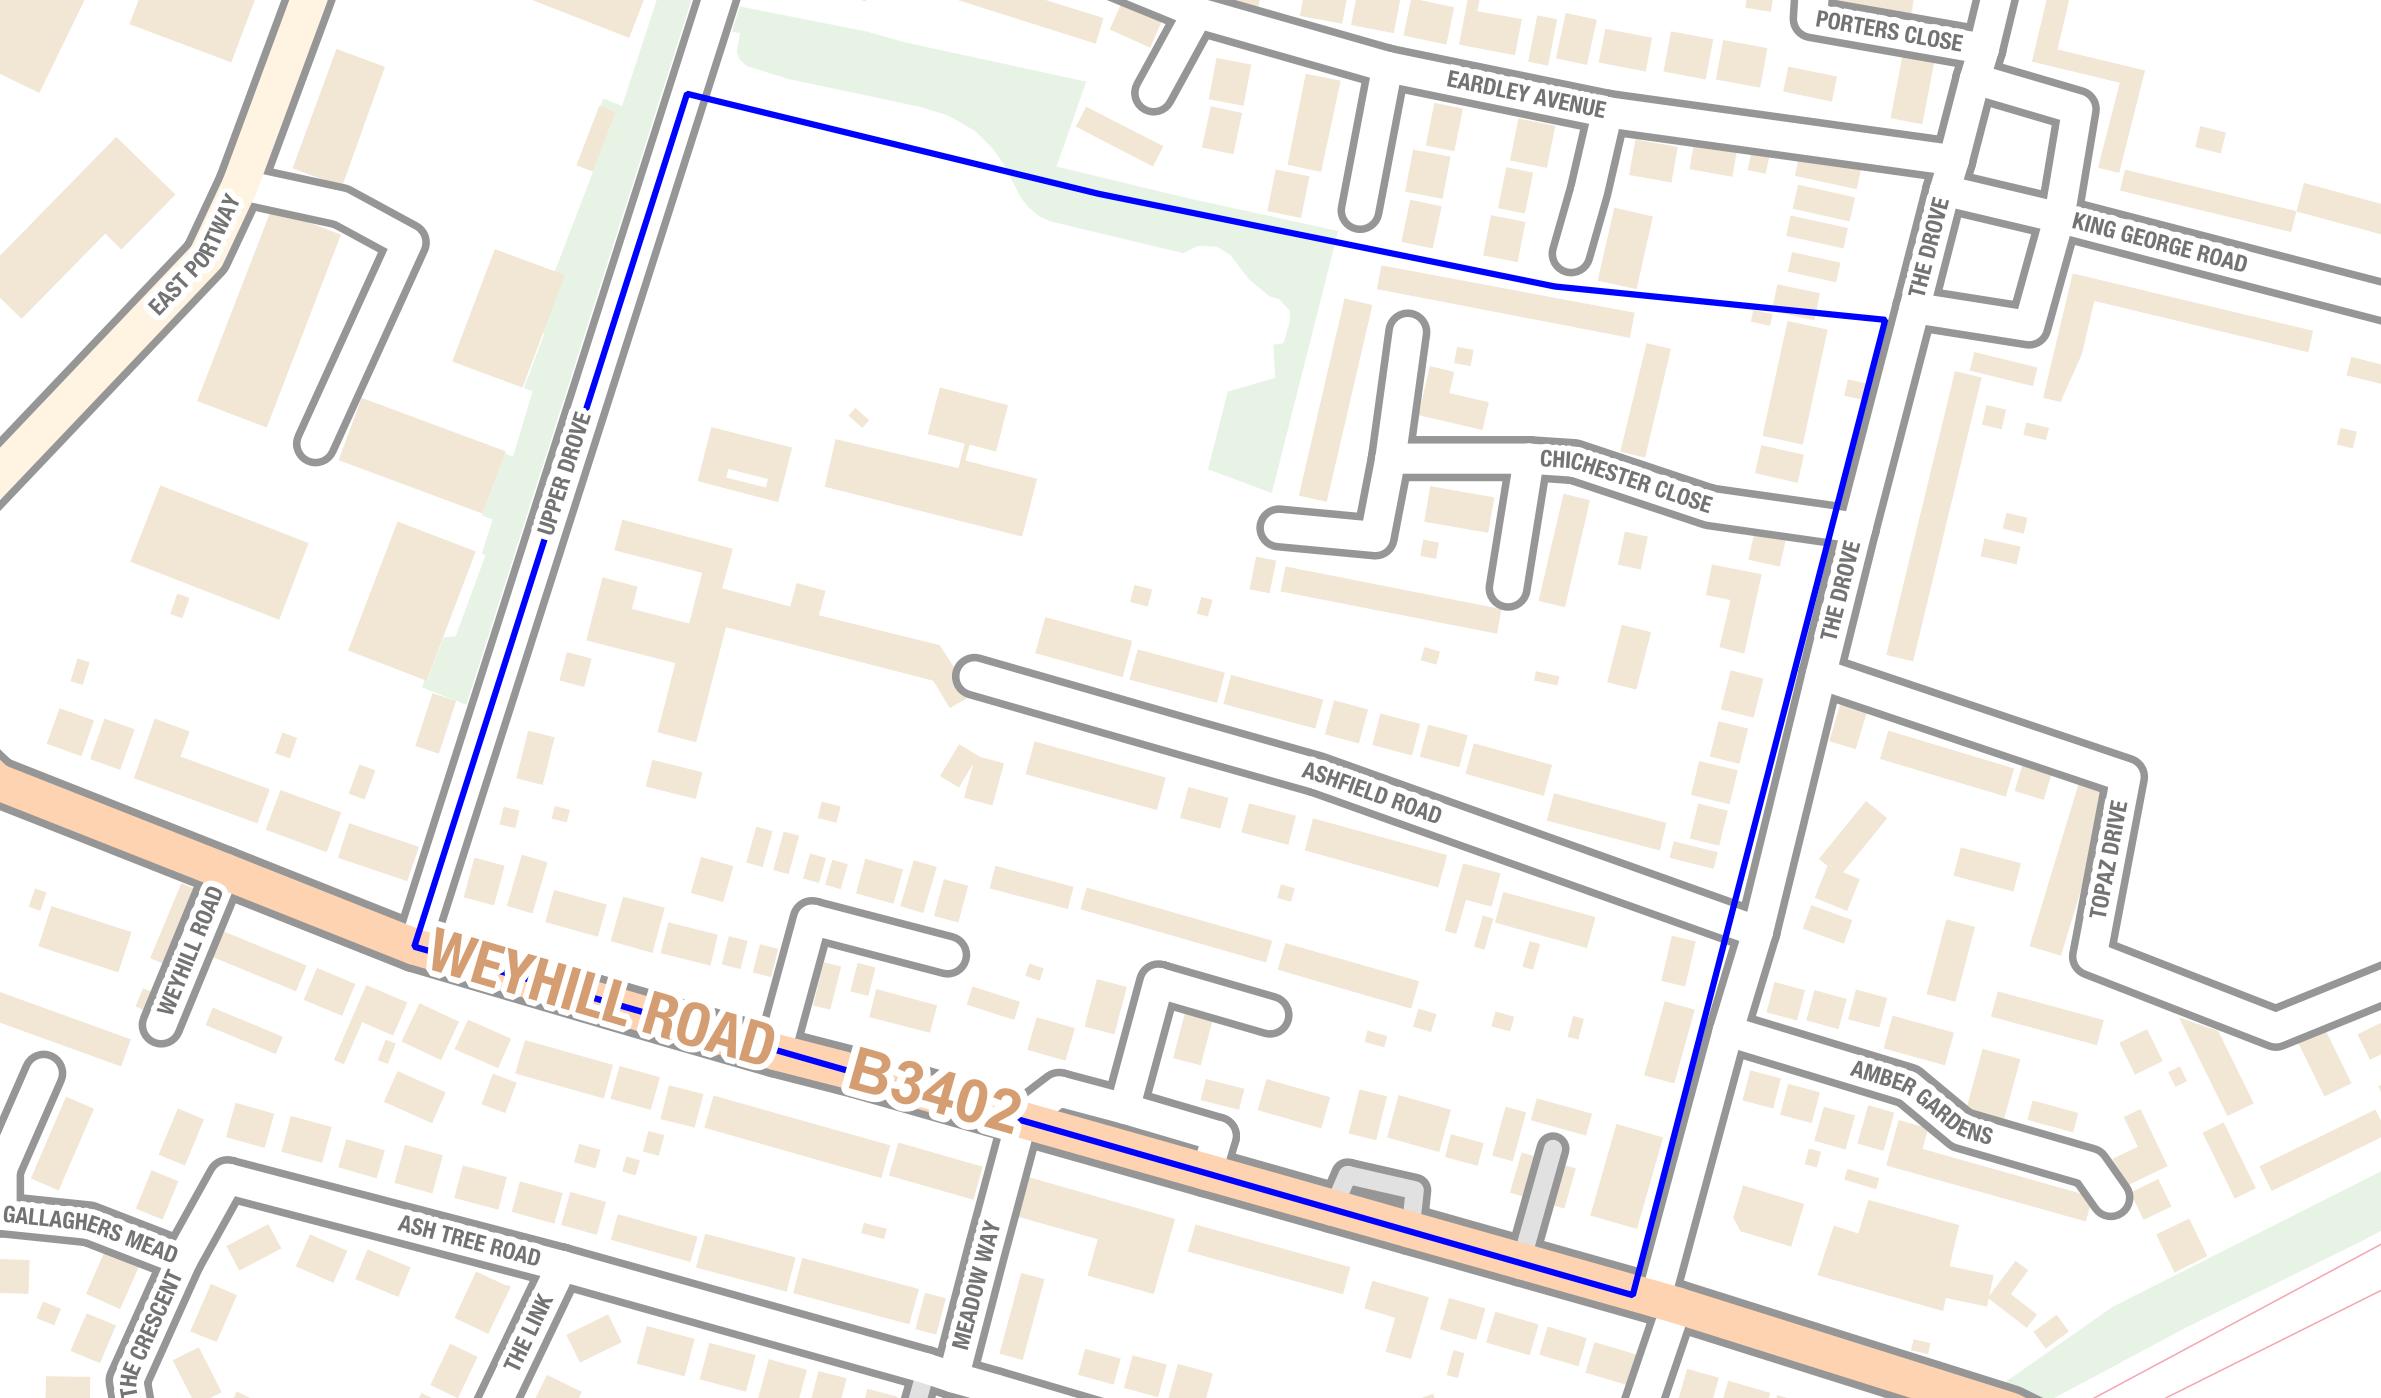 PORTERS CLOSE
EARDLEY AVENUE
EAST PORTWAY
THE DROVE
KING GEORGE ROAD
UPPER DROVE
CHICHESTER CLOSE
THE DROVE
ASHFIELD ROAD
TOPAZ DRIVE
WEYHILL ROAD
WEYHILL ROAD
B3402
AMBER GARDENS
GALLAGHERS MEAD
ASH TREE ROAD
MEADOW WAY
THE CRESCENT
THE LINK